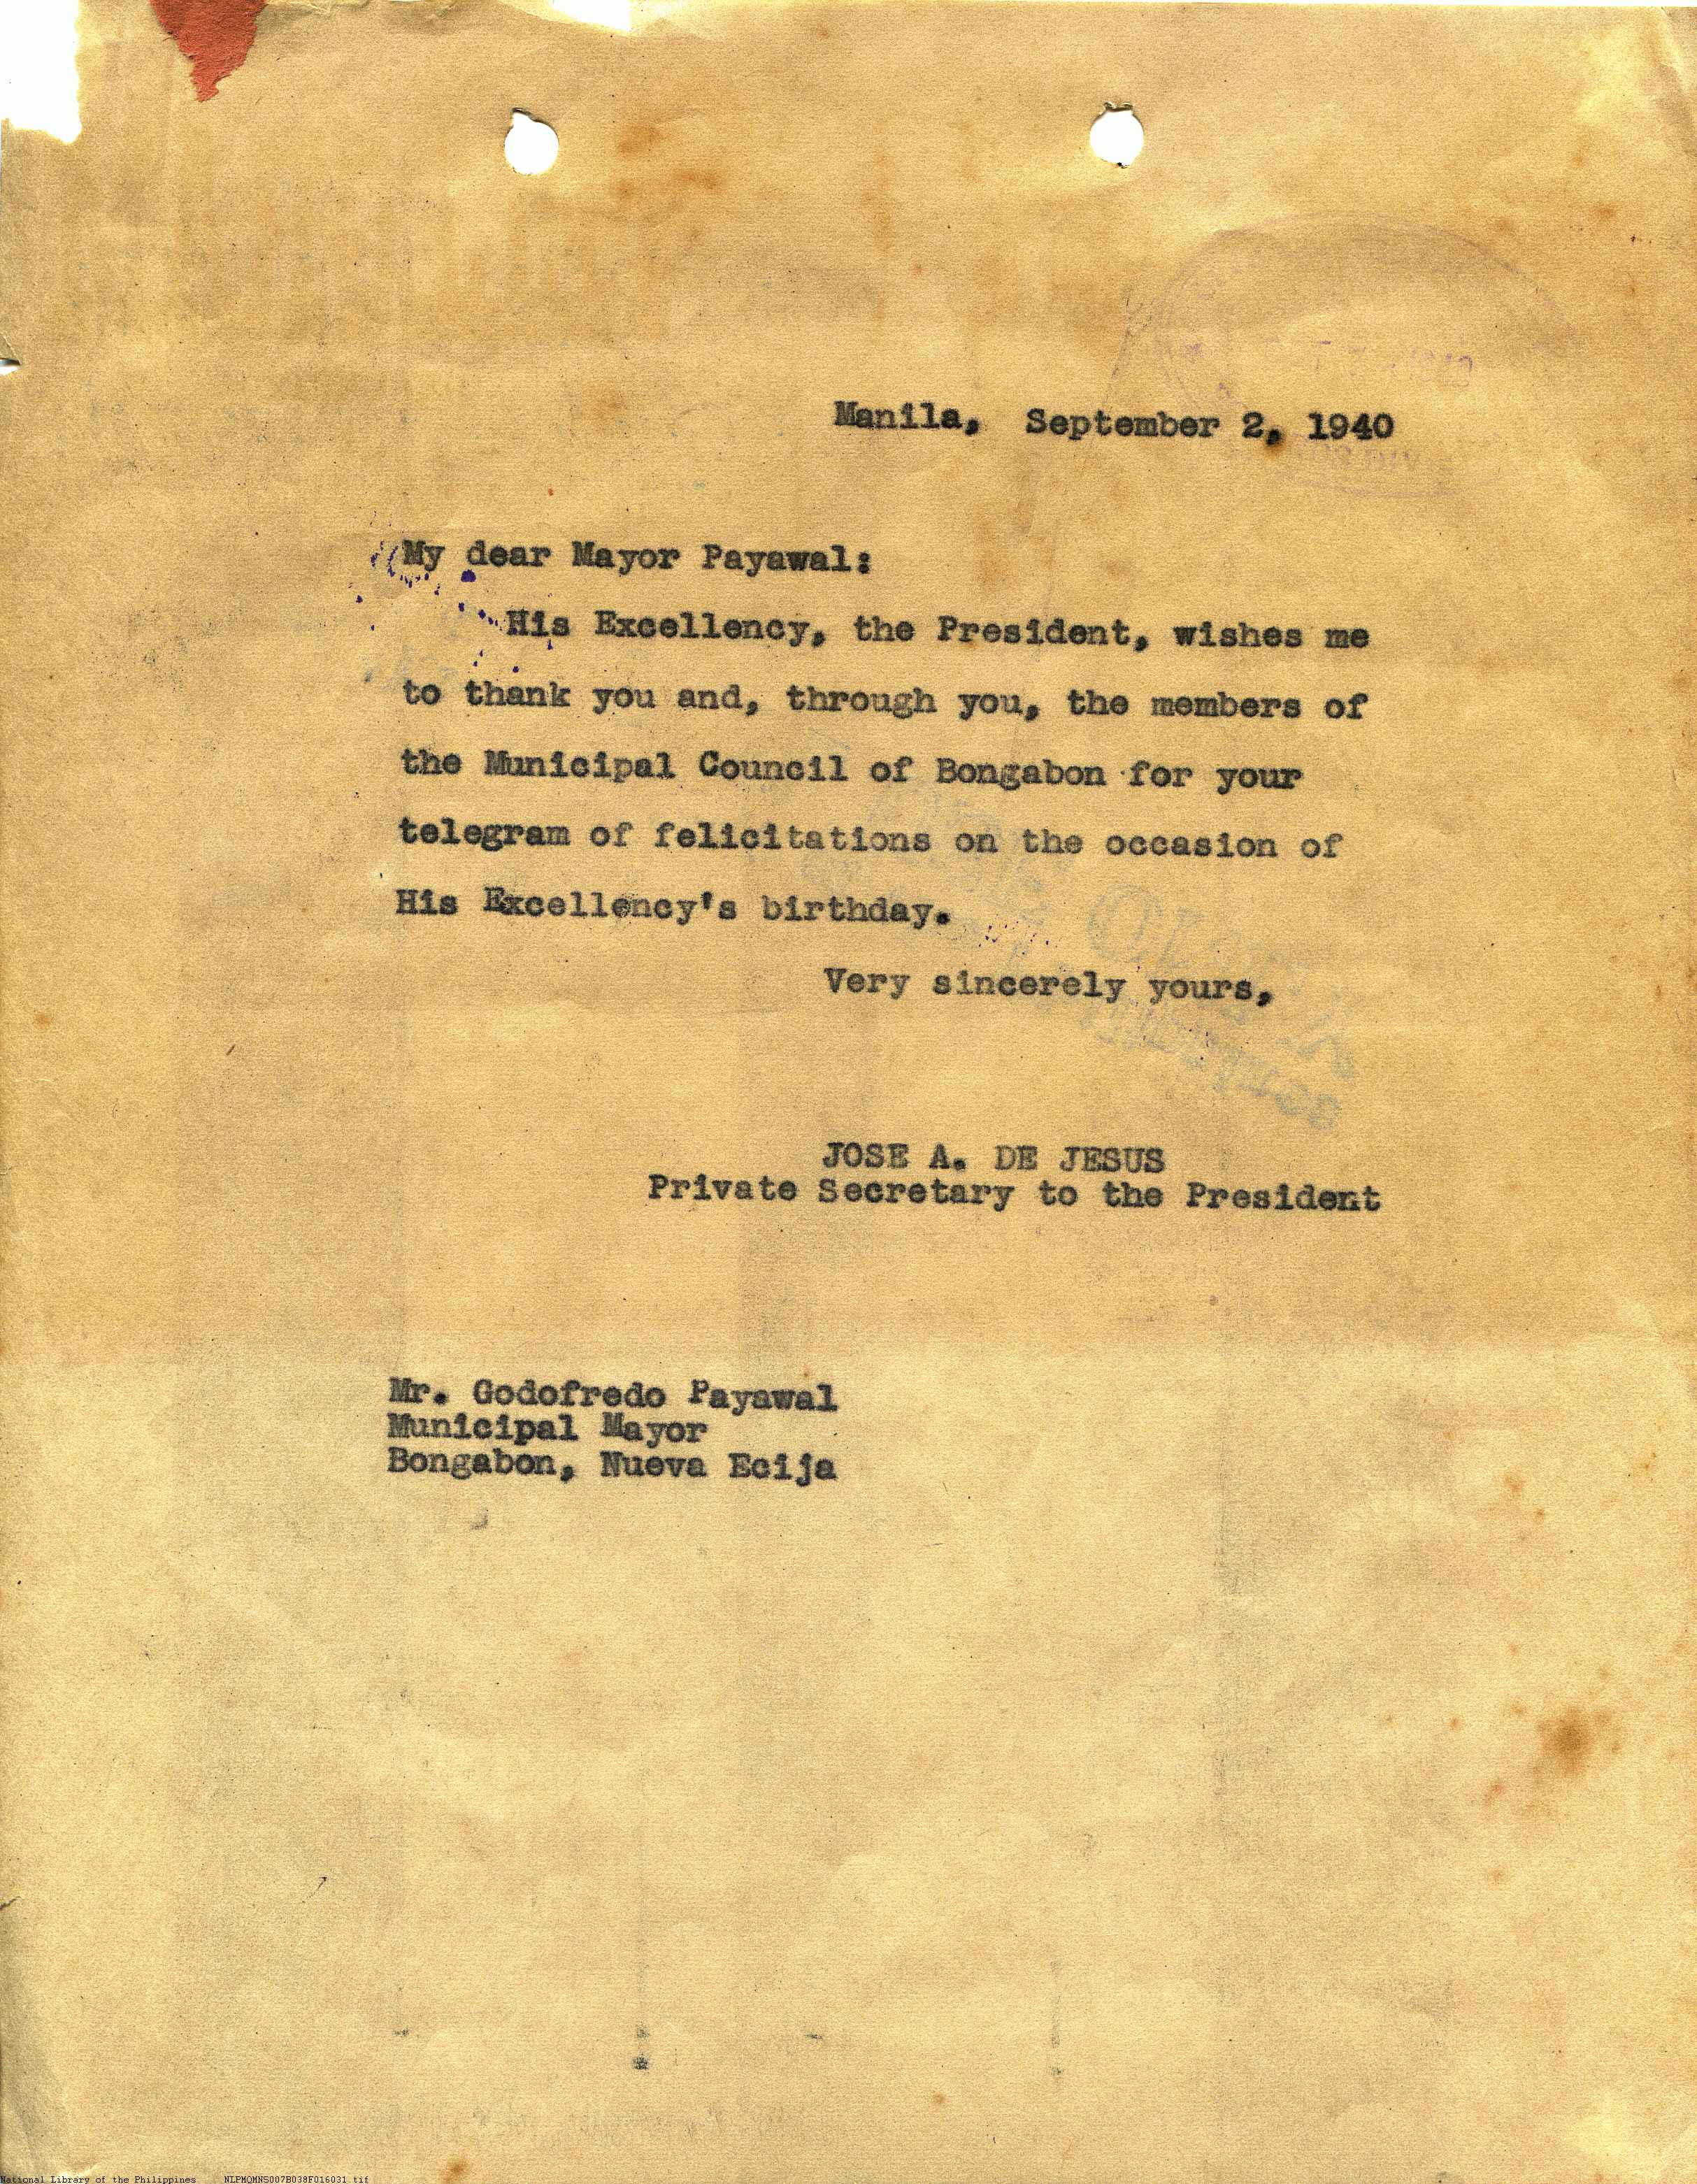 Manila, September 2, 1940
My dear Mayor Payawal:
His Excellency, the President, wishes me
to thank you and, through you, the members of
the Municipal Council of Bongabon for your
telegram of felicitations on the occasion of
His Excellency's birthday.
Very sincerely yours,
JOSE A. DE JESUS
Private Secretary to the President
Mr. Godofredo Payawal
Municipal Mayor
Bongabon, Nueva Ecija
National Library of the Philippines NLPMQMNS007B038F016031.tif